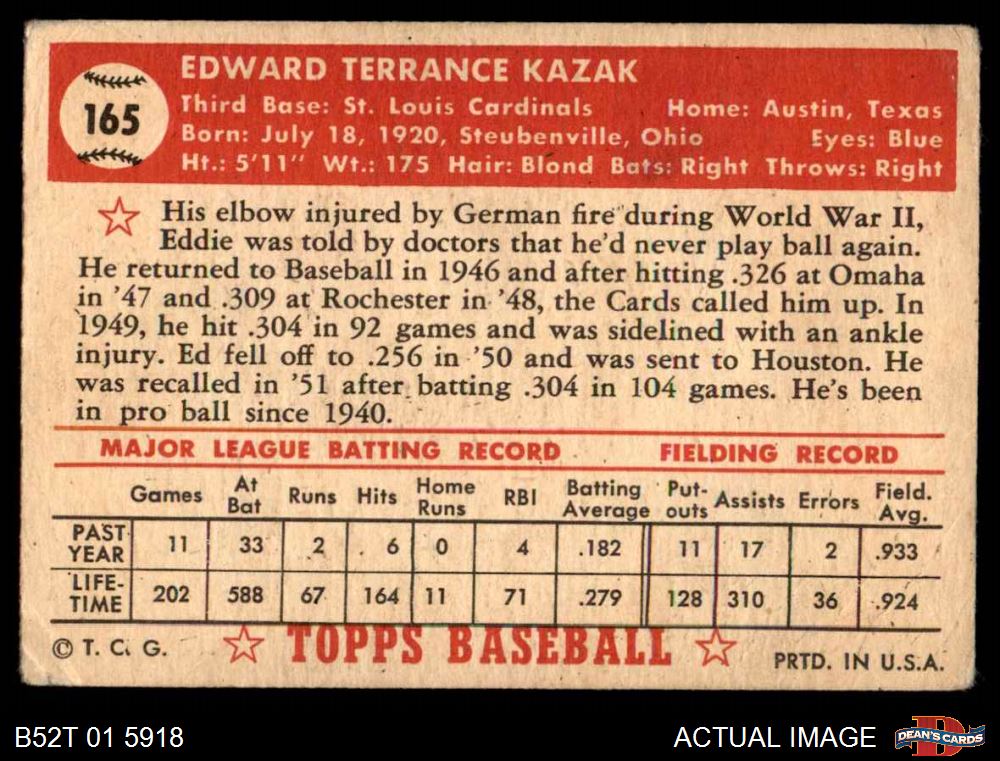 165
EDWARD TERRANCE KAZAK
Third Base: St. Louis Cardinals Home: Austin, Texas
Born: July 18, 1920, Steubenville, Ohio Eyes: Blue
Ht.: 5'11" Wt.: 175 Hair: Blond Bats: Right Throws: Right
His elbow injured by German fire during World War II,
Eddie was told by doctors that he'd never play ball again.
He returned to Baseball in 1946 and after hitting .326 at Omaha
in '47 and .309 at Rochester in '48, the Cards called him up. In
1949, he hit .304 in 92 games and was sidelined with an ankle
injury. Ed fell off to .256 in '50 and was sent to Houston. He
was recalled in '51 after batting .304 in 104 games. He's been
in pro ball since 1940.
MAJOR LEAGUE BATTING RECORD FIELDING RECORD
Games At Bat Runs Hits Home Runs RBI Batting Average Put-outs Assists Errors Field. Avg.
PAST YEAR 11 33 2 6 0 4 .182 11 17 2 .933
LIFE-TIME 202 588 67 164 11 71 .279 128 310 36 .924
© T. C. G. TOPPS BASEBALL PRTD. IN U.S.A.
B52T 01 5918 ACTUAL IMAGE DEAN'S CARDS